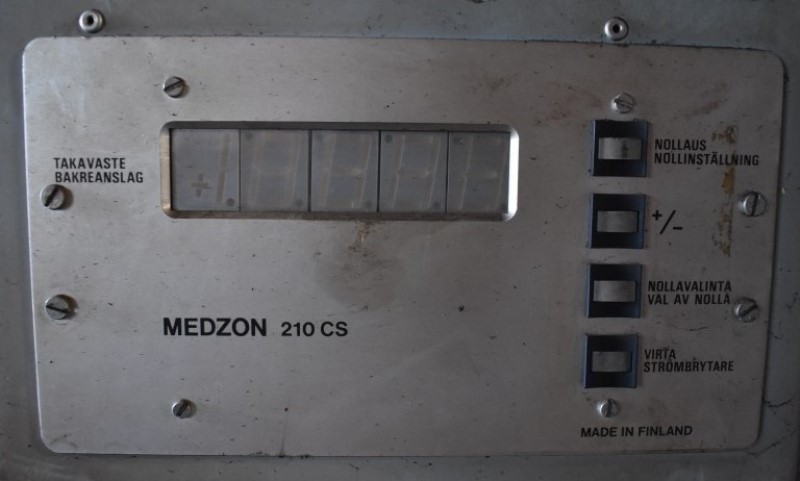 TAKAVASTE
BAKREANSLAG
NOLLAUS
NOLLINSTÄLLNING
+/-
NOLLAVALINTA
VAL AV NOLLA
MEDZON 210 CS
VIRTA
STRÖMBRYTARE
MADE IN FINLAND